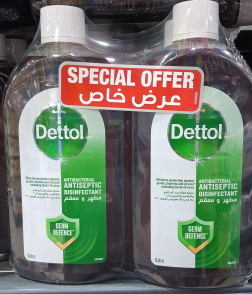 SPECIAL OFFER
عرض خاص
Dettol
ANTIBACTERIAL
ANTISEPTIC
DISINFECTANT
مطهر و معقم
GERM
DEFENCE
Dettol
ANTIBACTERIAL
ANTISEPTIC
DISINFECTANT
مطهر و معقم
GERM
DEFENCE